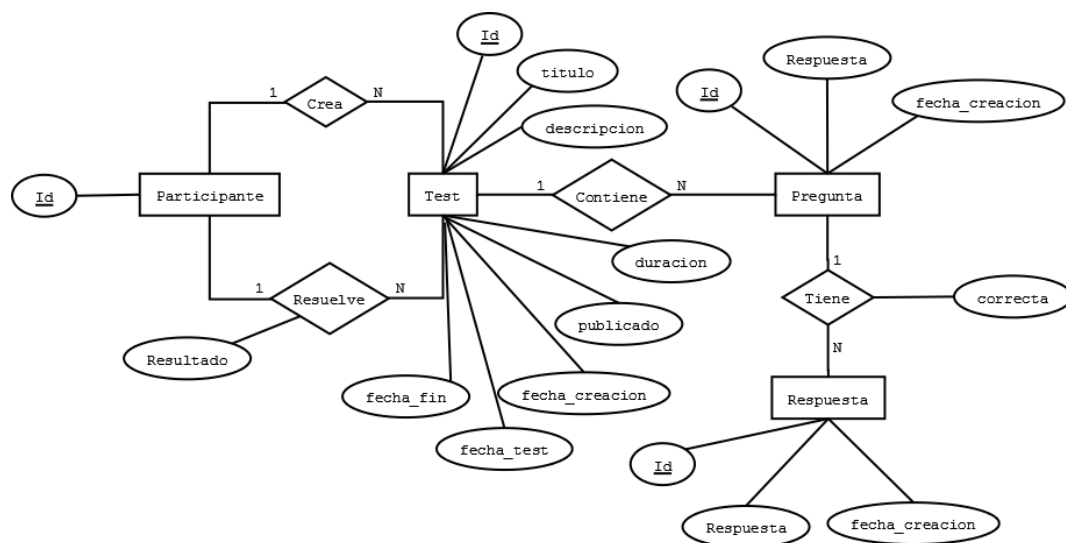 Id
titulo
descripcion
1
Crea
N
Id
Participante
Test
1
Contiene
N
Pregunta
Id
Respuesta
fecha_creacion
1
Resuelve
N
Resultado
duracion
publicado
fecha_creacion
fecha_test
fecha_fin
1
Tiene
correcta
N
Respuesta
Id
Respuesta
fecha_creacion